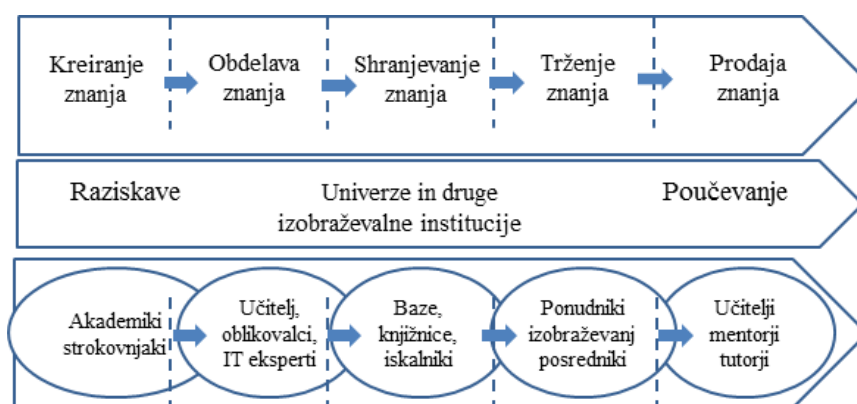 Kreiranje
znanja
Obdelava
znanja
Shranjevanje
znanja
Trženje
znanja
Prodaja
znanja
Raziskave
Univerze in druge
izobraževalne institucije
Poučevanje
Akademiki
strokovnjaki
Učitelj,
oblikovalci,
IT eksperti
Baze,
knjižnice,
iskalniki
Ponudniki
izobraževanj
posredniki
Učitelji
mentorji
tutorji